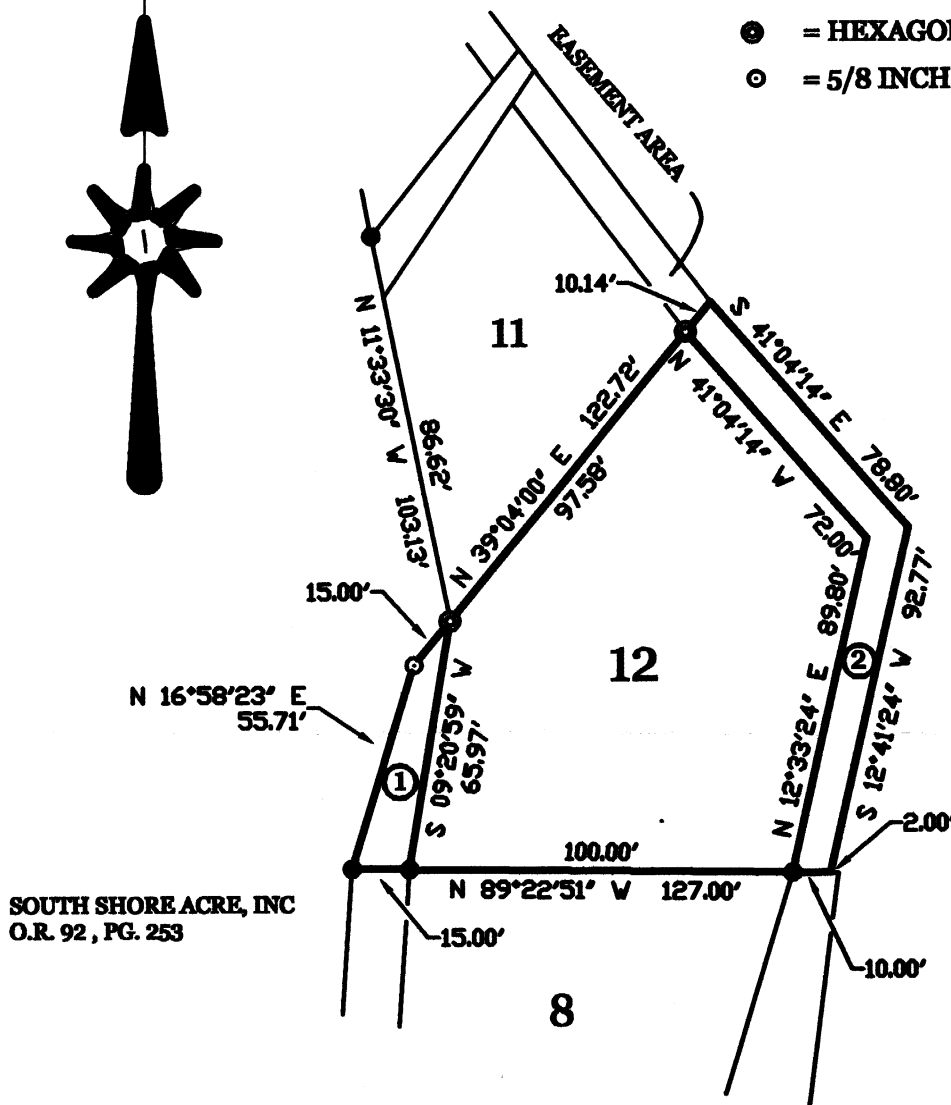 = HEXAGO
= 5/8 INCH
EASEMENT AREA
10.14'
11
S 41°04'14" E 78.80'
N 41°04'14" W 72.00'
N 11°33'30" W 103.13'
86.62'
N 39°04'00" E 122.72'
97.58'
15.00'
N 16°58'23" E
55.71'
12
89.80'
N 12°33'24" E
2
92.77'
S 12°41'24" W
1
S 09°20'59" W
65.97'
2.00'
100.00'
N 89°22'51" W 127.00'
SOUTH SHORE ACRE, INC
O.R. 92 , PG. 253
15.00'
10.00'
8